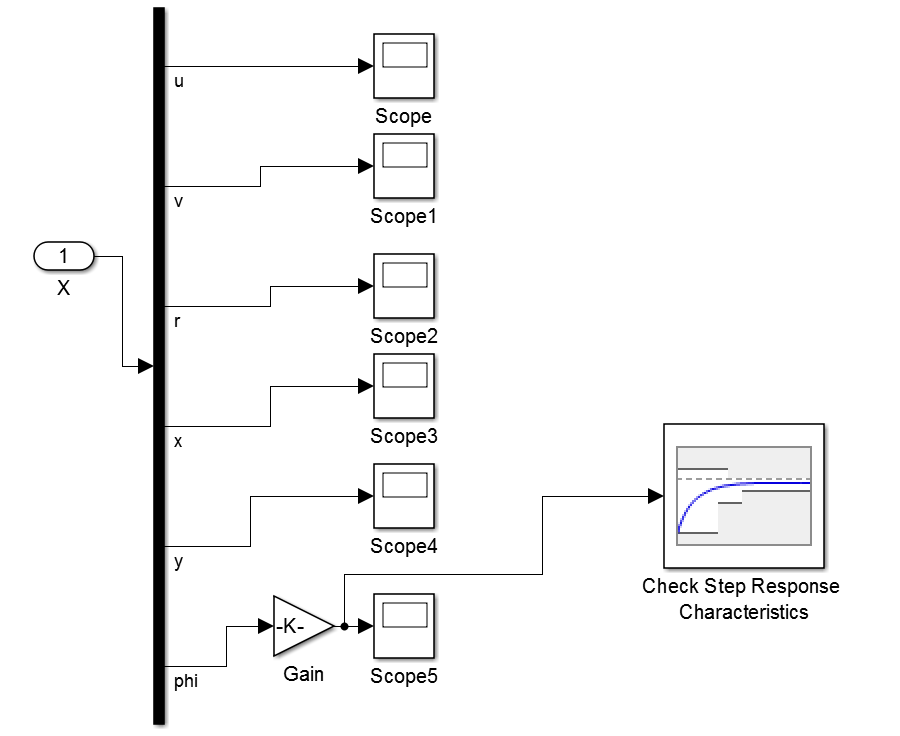 u
Scope
v
Scope1
1
X
r
Scope2
x
Scope3
y
Scope4
Check Step Response
Characteristics
-K-
phi
Gain
Scope5